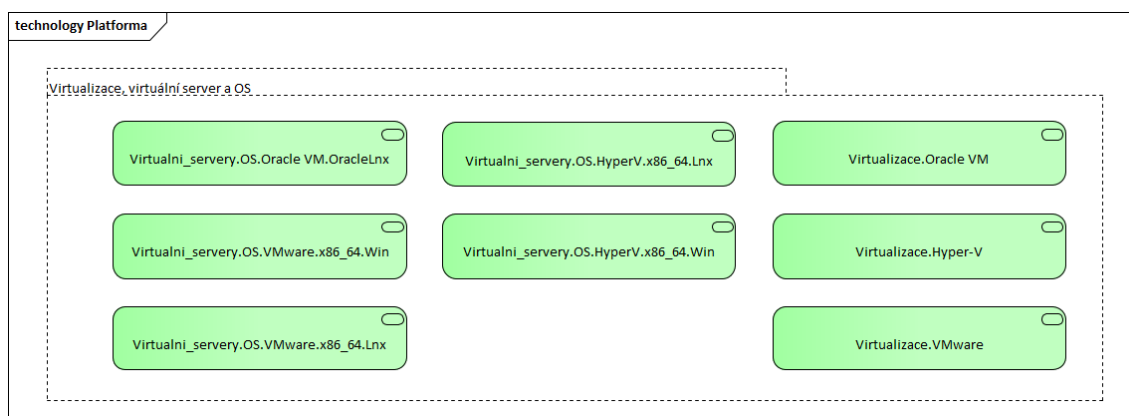 technology Platforma
Virtualizace, virtuální server a OS
Virtualni_servery.OS.Oracle VM.OracleLnx
Virtualni_servery.OS.HyperV.x86_64.Lnx
Virtualizace.Oracle VM
Virtualni_servery.OS.VMware.x86_64.Win
Virtualni_servery.OS.HyperV.x86_64.Win
Virtualizace.Hyper-V
Virtualni_servery.OS.VMware.x86_64.Lnx
Virtualizace.VMware